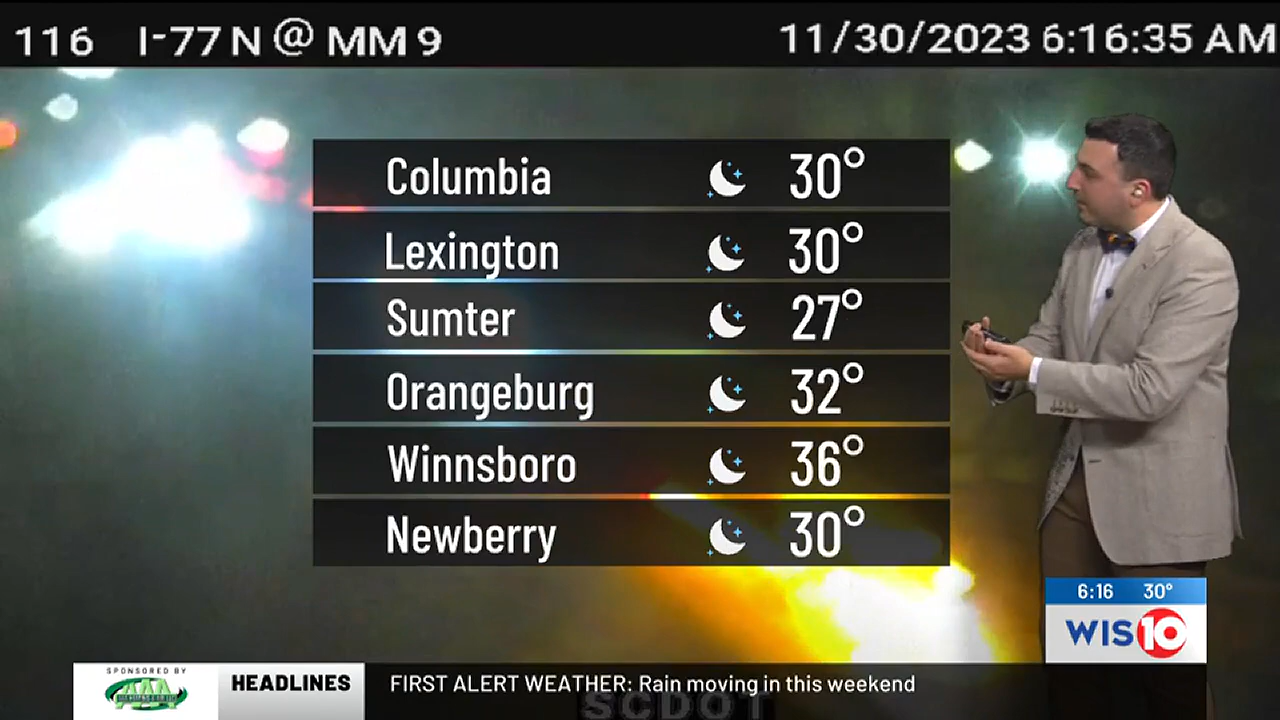 116 I-77 N @ MM 9 11/30/2023 6:16:35 AM
Columbia 30°
Lexington 30°
Sumter 27°
Orangeburg 32°
Winnsboro 36°
Newberry 30°
6:16 30°
WIS10
SPONSORED BY
HEADLINES FIRST ALERT WEATHER: Rain moving in this weekend
SCDOT